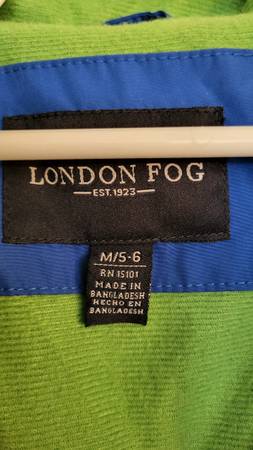 LONDON FOG
EST. 1923
M/5-6
RN 15101
MADE IN
BANGLADESH
HECHO EN
BANGLADESH